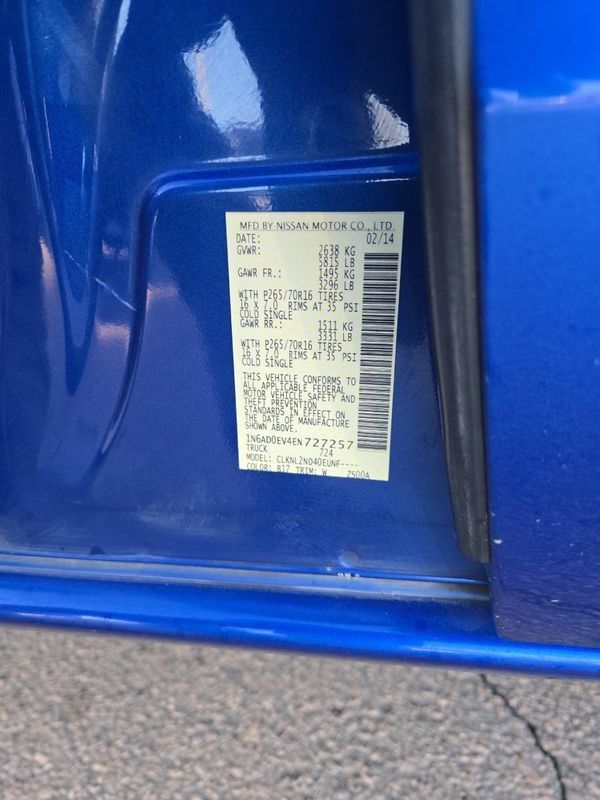 MFD BY NISSAN MOTOR CO., LTD.
DATE: 02/14
GVWR: 2638 KG
5815 LB
GAWR FR.: 1495 KG
3296 LB
WITH P265/70R16 TIRES
16 X 7.0 RIMS AT 35 PSI
COLD SINGLE
GAWR RR.: 1511 KG
3331 LB
WITH P265/70R16 TIRES
16 X 7.0 RIMS AT 35 PSI
COLD SINGLE
THIS VEHICLE CONFORMS TO
ALL APPLICABLE FEDERAL
MOTOR VEHICLE SAFETY AND
THEFT PREVENTION
STANDARDS IN EFFECT ON
THE DATE OF MANUFACTURE
SHOWN ABOVE.
1N6AD0EV4EN727257
TRUCK 724
MODEL: CLKNL2ND40EUNF----
COLOR: B17 TRIM: W ZS00A